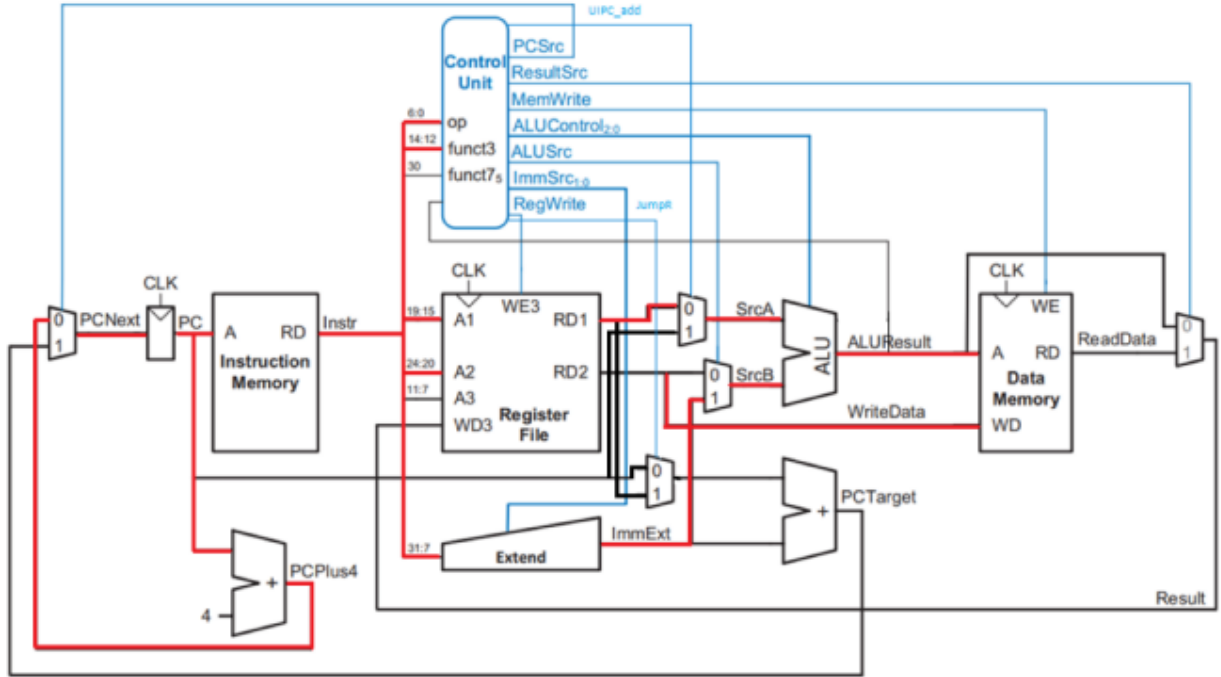 UIPC_add
PCSrc
Control
Unit
ResultSrc
MemWrite
6:0
op
ALUControl2:0
14:12
funct3
ALUSrc
30
funct75
ImmSrc1:0
RegWrite
JumpR
CLK
CLK
CLK
0
1
PCNext
PC
A
RD
Instr
Instruction
Memory
19:15
A1
WE3
RD1
24:20
A2
RD2
11:7
A3
WD3
Register
File
0
1
SrcA
0
1
SrcB
ALU
ALUResult
WE
A
RD
ReadData
Data
Memory
WriteData
WD
0
1
0
1
PCTarget
+
ImmExt
31:7
Extend
PCPlus4
+
4
Result